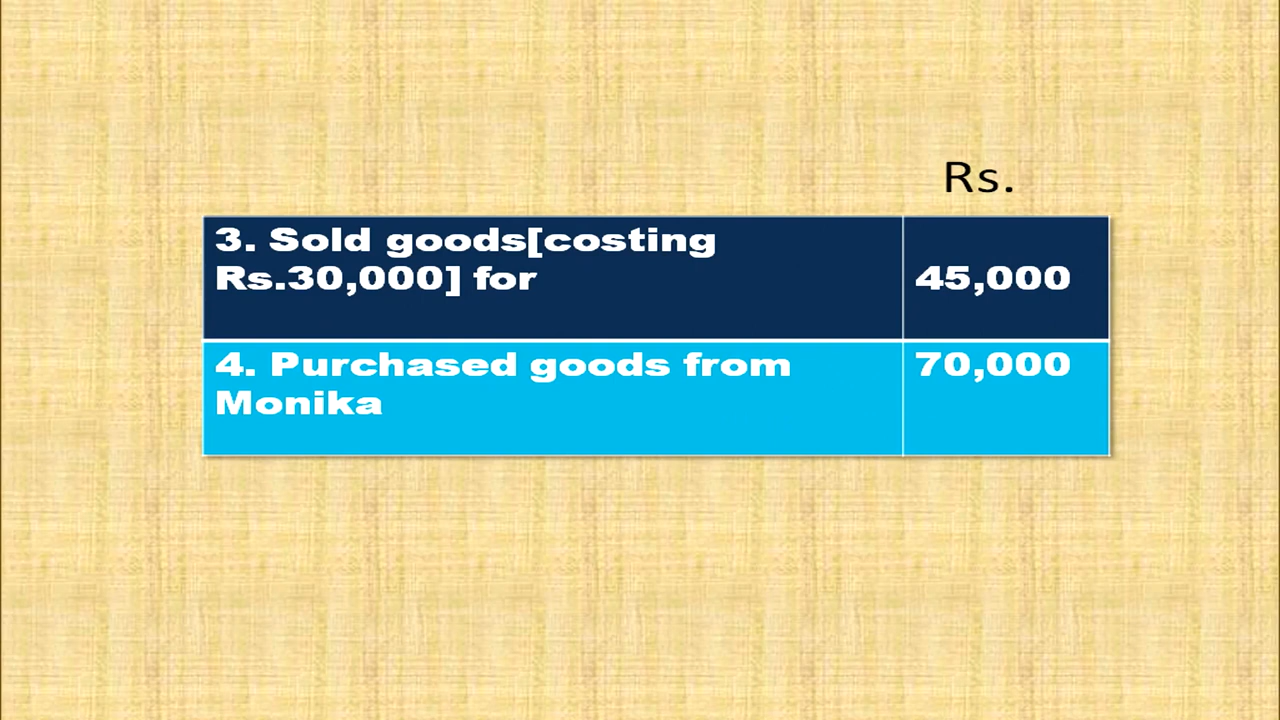 Rs.
3. Sold goods[costing
Rs.30,000] for
45,000
4. Purchased goods from
Monika
70,000